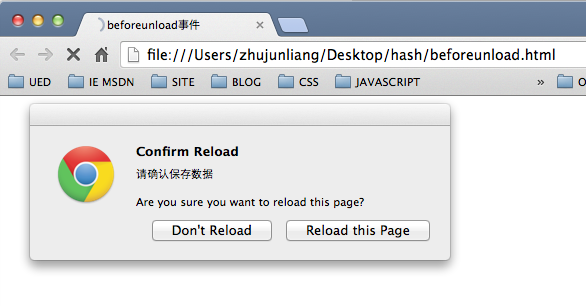 beforeunload事件
file:///Users/zhujunliang/Desktop/hash/beforeunload.html
UED IE MSDN SITE BLOG CSS JAVASCRIPT » O
Confirm Reload
请确认保存数据
Are you sure you want to reload this page?
Don't Reload Reload this Page